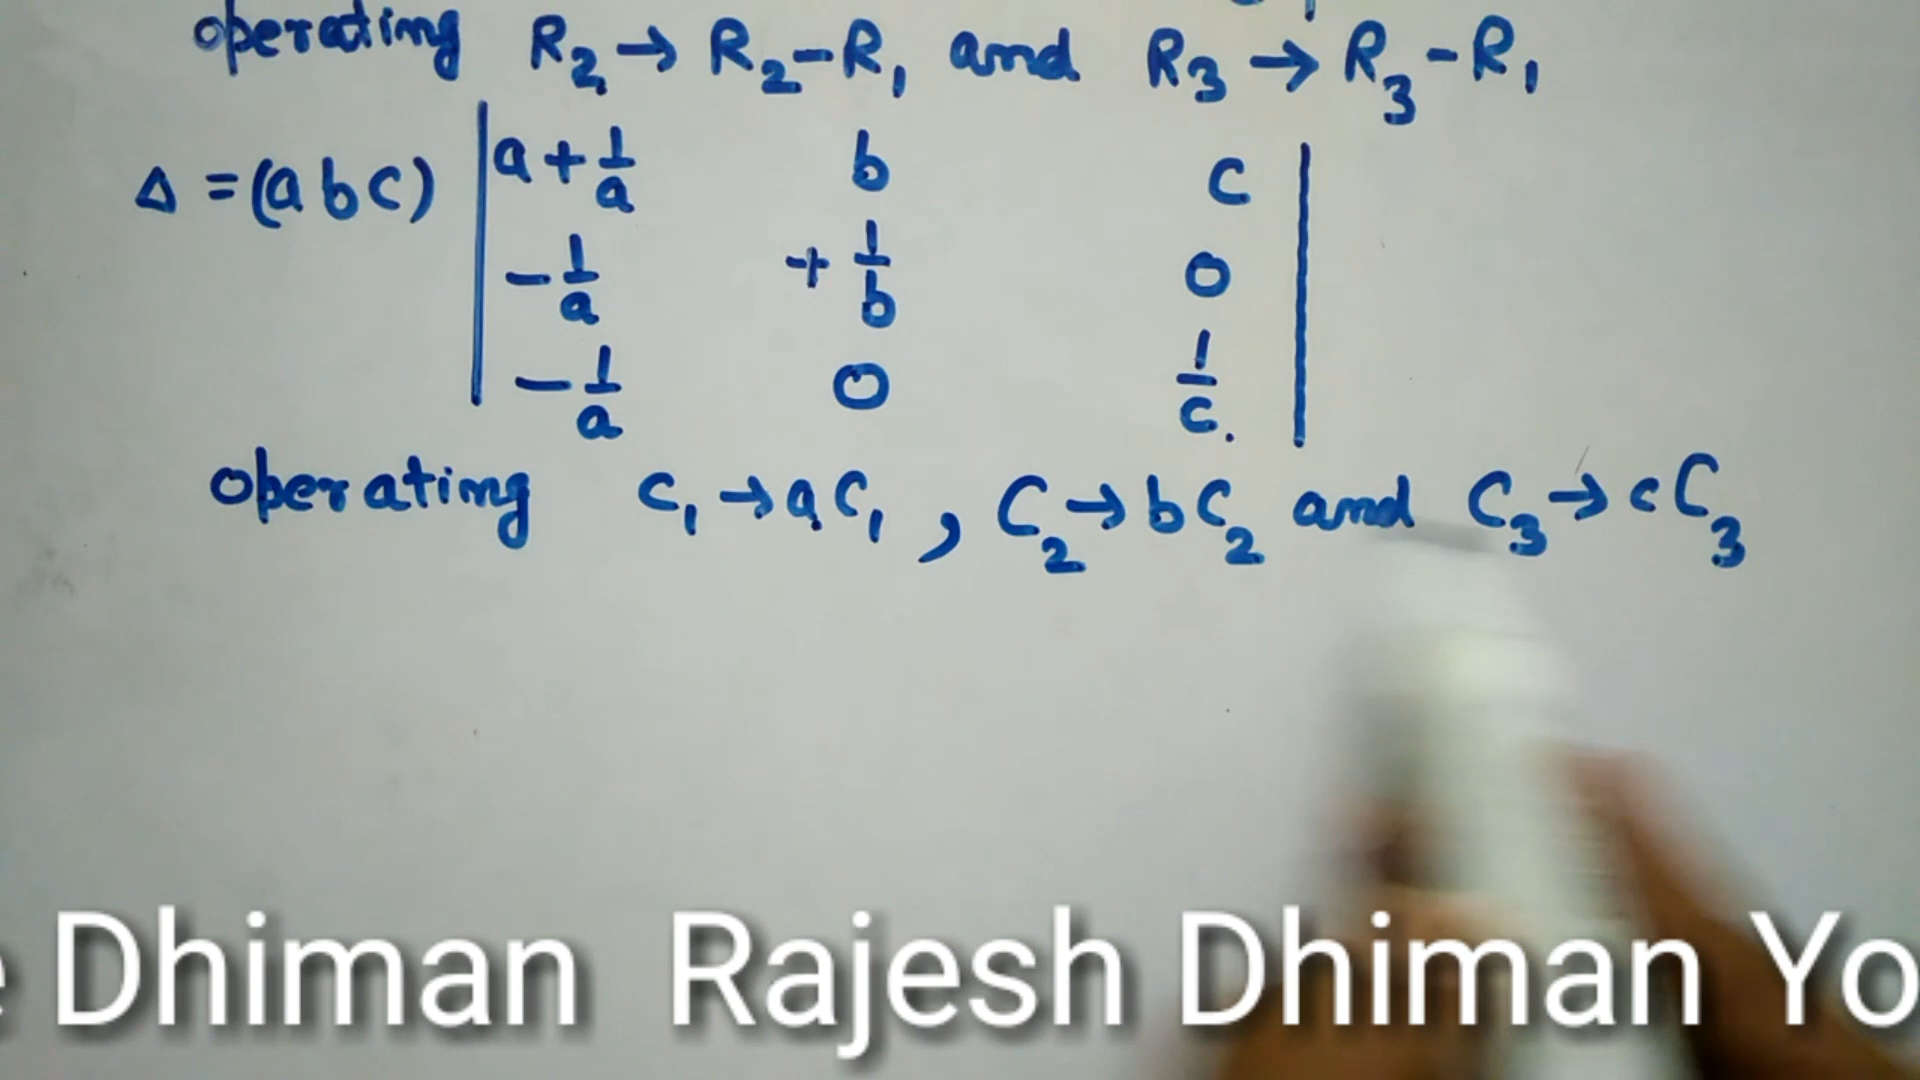 operating R₂ → R₂-R₁ and R₃ → R₃-R₁
Δ = (abc) | a + 1/a b c |
| -1/a + 1/b 0 |
| -1/a 0 1/c. |
operating C₁ → aC₁ , C₂ → bC₂ and C₃ → cC₃
Dhiman Rajesh Dhiman Yo